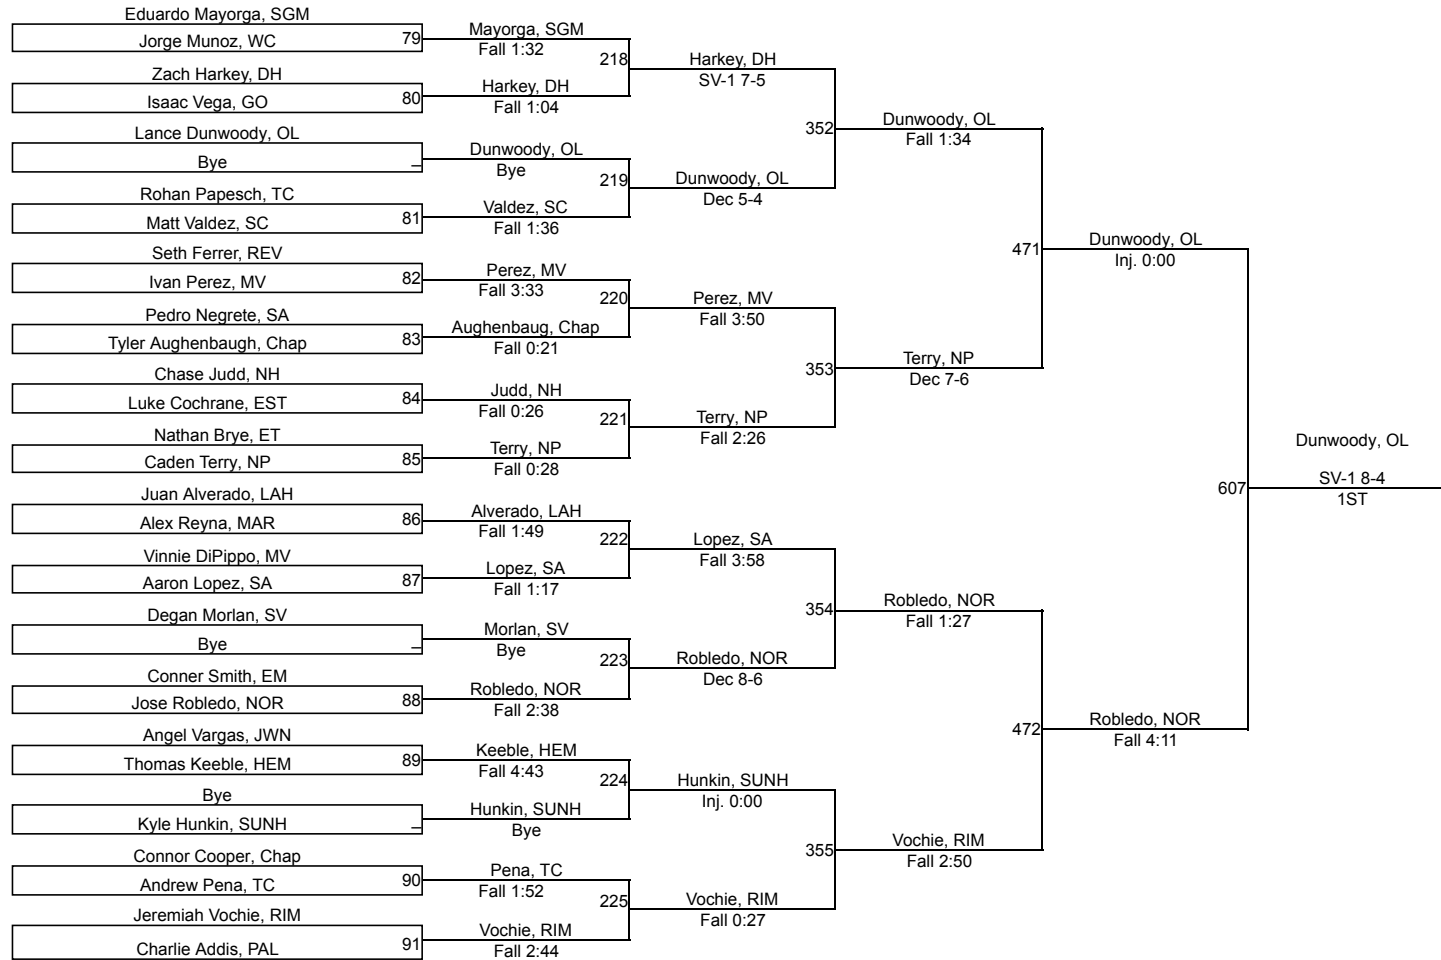 Eduardo Mayorga, SGM
Jorge Munoz, WC 79
Zach Harkey, DH
Isaac Vega, GO 80
Lance Dunwoody, OL
Bye _
Rohan Papesch, TC
Matt Valdez, SC 81
Seth Ferrer, REV
Ivan Perez, MV 82
Pedro Negrete, SA
Tyler Aughenbaugh, Chap 83
Chase Judd, NH
Luke Cochrane, EST 84
Nathan Brye, ET
Caden Terry, NP 85
Juan Alverado, LAH
Alex Reyna, MAR 86
Vinnie DiPippo, MV
Aaron Lopez, SA 87
Degan Morlan, SV
Bye _
Conner Smith, EM
Jose Robledo, NOR 88
Angel Vargas, JWN
Thomas Keeble, HEM 89
Bye
Kyle Hunkin, SUNH _
Connor Cooper, Chap
Andrew Pena, TC 90
Jeremiah Vochie, RIM
Charlie Addis, PAL 91
Mayorga, SGM
Fall 1:32
218
Harkey, DH
Fall 1:04
Dunwoody, OL
Bye
219
Valdez, SC
Fall 1:36
Perez, MV
Fall 3:33
220
Aughenbaug, Chap
Fall 0:21
Judd, NH
Fall 0:26
221
Terry, NP
Fall 0:28
Alverado, LAH
Fall 1:49
222
Lopez, SA
Fall 1:17
Morlan, SV
Bye
223
Robledo, NOR
Fall 2:38
Keeble, HEM
Fall 4:43
224
Hunkin, SUNH
Bye
Pena, TC
Fall 1:52
225
Vochie, RIM
Fall 2:44
Harkey, DH
SV-1 7-5
352
Dunwoody, OL
Dec 5-4
Perez, MV
Fall 3:50
353
Terry, NP
Fall 2:26
Lopez, SA
Fall 3:58
354
Robledo, NOR
Dec 8-6
Hunkin, SUNH
Inj. 0:00
355
Vochie, RIM
Fall 0:27
Dunwoody, OL
Fall 1:34
471
Terry, NP
Dec 7-6
Robledo, NOR
Fall 1:27
472
Vochie, RIM
Fall 2:50
Dunwoody, OL
Inj. 0:00
607
Robledo, NOR
Fall 4:11
Dunwoody, OL
SV-1 8-4
1ST